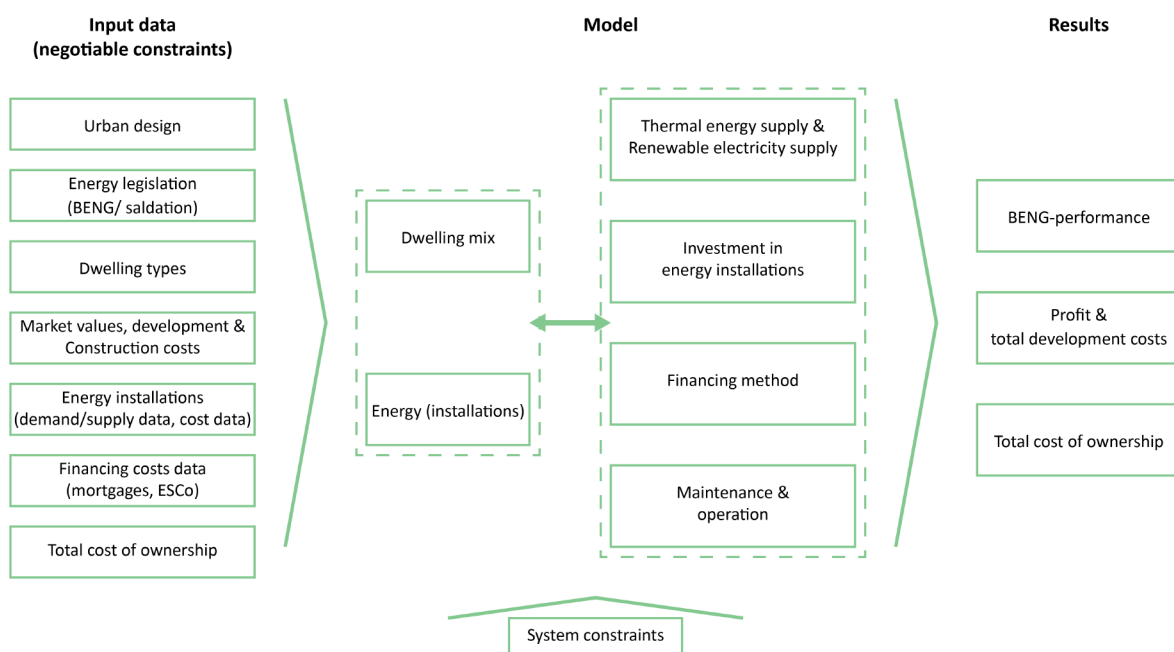 Input data
(negotiable constraints)
Model
Results
Urban design
Energy legislation
(BENG/ saldation)
Dwelling types
Market values, development &
Construction costs
Energy installations
(demand/supply data, cost data)
Financing costs data
(mortgages, ESCo)
Total cost of ownership
Dwelling mix
Energy (installations)
Thermal energy supply &
Renewable electricity supply
Investment in
energy installations
Financing method
Maintenance &
operation
BENG-performance
Profit &
total development costs
Total cost of ownership
System constraints